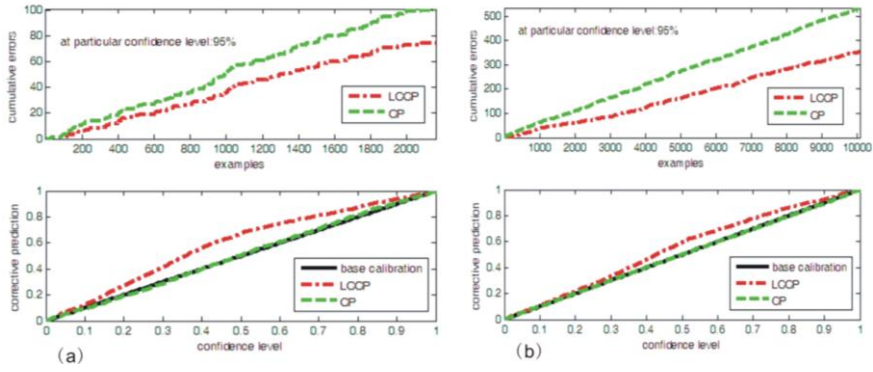 100
80
60
40
20
0
cumulative errors
at particular confidence level:95%
LCCP
CP
200 400 600 800 1000 1200 1400 1600 1800 2000
examples
500
400
300
200
100
0
cumulative errors
at particular confidence level:95%
LCCP
CP
1000 2000 3000 4000 5000 6000 7000 8000 9000 10000
examples
1
0.8
0.6
0.4
0.2
0
corrective prediction
base calibration
LCCP
CP
0 0.1 0.2 0.3 0.4 0.5 0.6 0.7 0.8 0.9 1
confidence level
(a)
1
0.8
0.6
0.4
0.2
0
corrective prediction
base calibration
LCCP
CP
0 0.1 0.2 0.3 0.4 0.5 0.6 0.7 0.8 0.9 1
confidence level
(b)